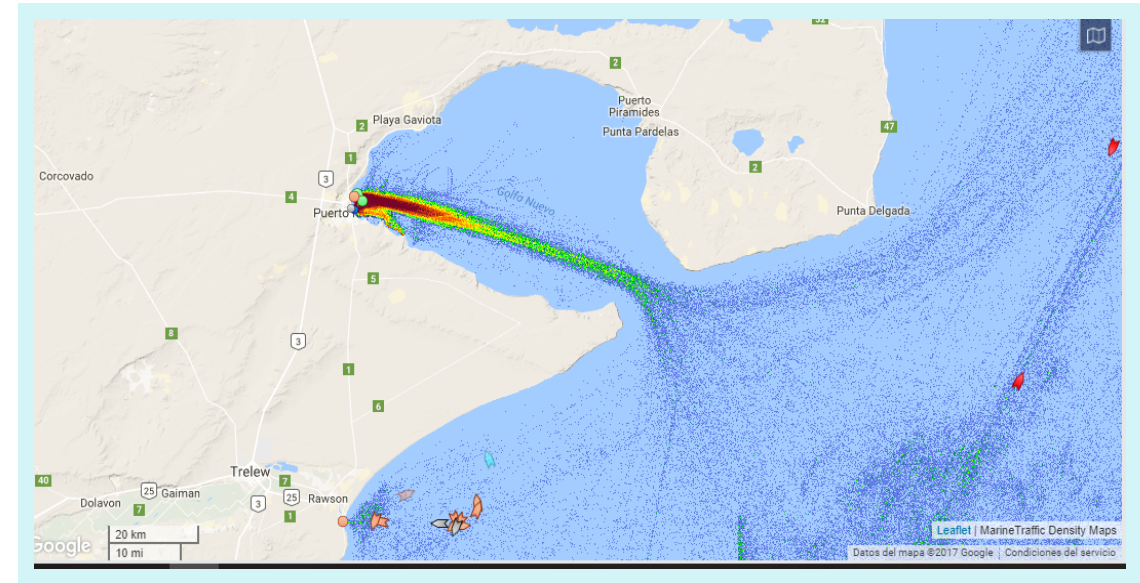 52
2
Puerto
Piramides
Playa Gaviota
2
Punta Pardelas
47
1
2
Corcovado
3
4
Golfo Nuevo
Punta Delgada
Puerto
5
8
3
1
6
Trelew
7
40
25
Gaiman
25
Rawson
Dolavon
7
3
1
20 km
10 mi
Google
Leaflet | MarineTraffic Density Maps
Datos del mapa ©2017 Google
Condiciones del servicio